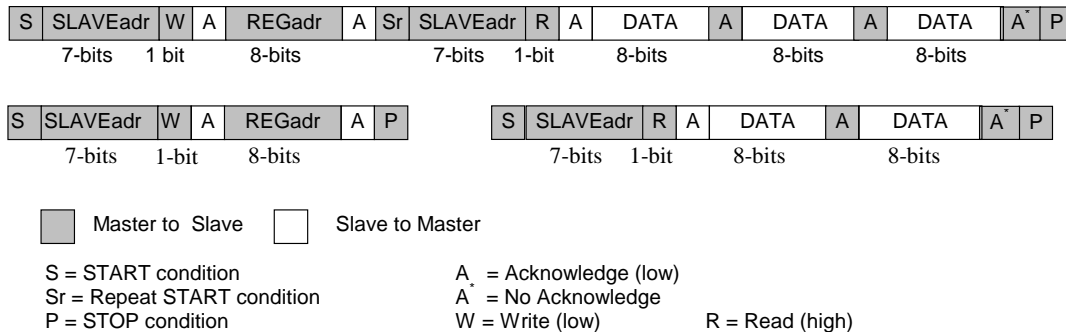 S SLAVEadr W A REGadr A Sr SLAVEadr R A DATA A DATA A DATA A* P
7-bits 1 bit 8-bits 7-bits 1-bit 8-bits 8-bits 8-bits
S SLAVEadr W A REGadr A P S SLAVEadr R A DATA A DATA A* P
7-bits 1-bit 8-bits 7-bits 1-bit 8-bits 8-bits
Master to Slave Slave to Master
S = START condition A = Acknowledge (low)
Sr = Repeat START condition A* = No Acknowledge
P = STOP condition W = Write (low) R = Read (high)